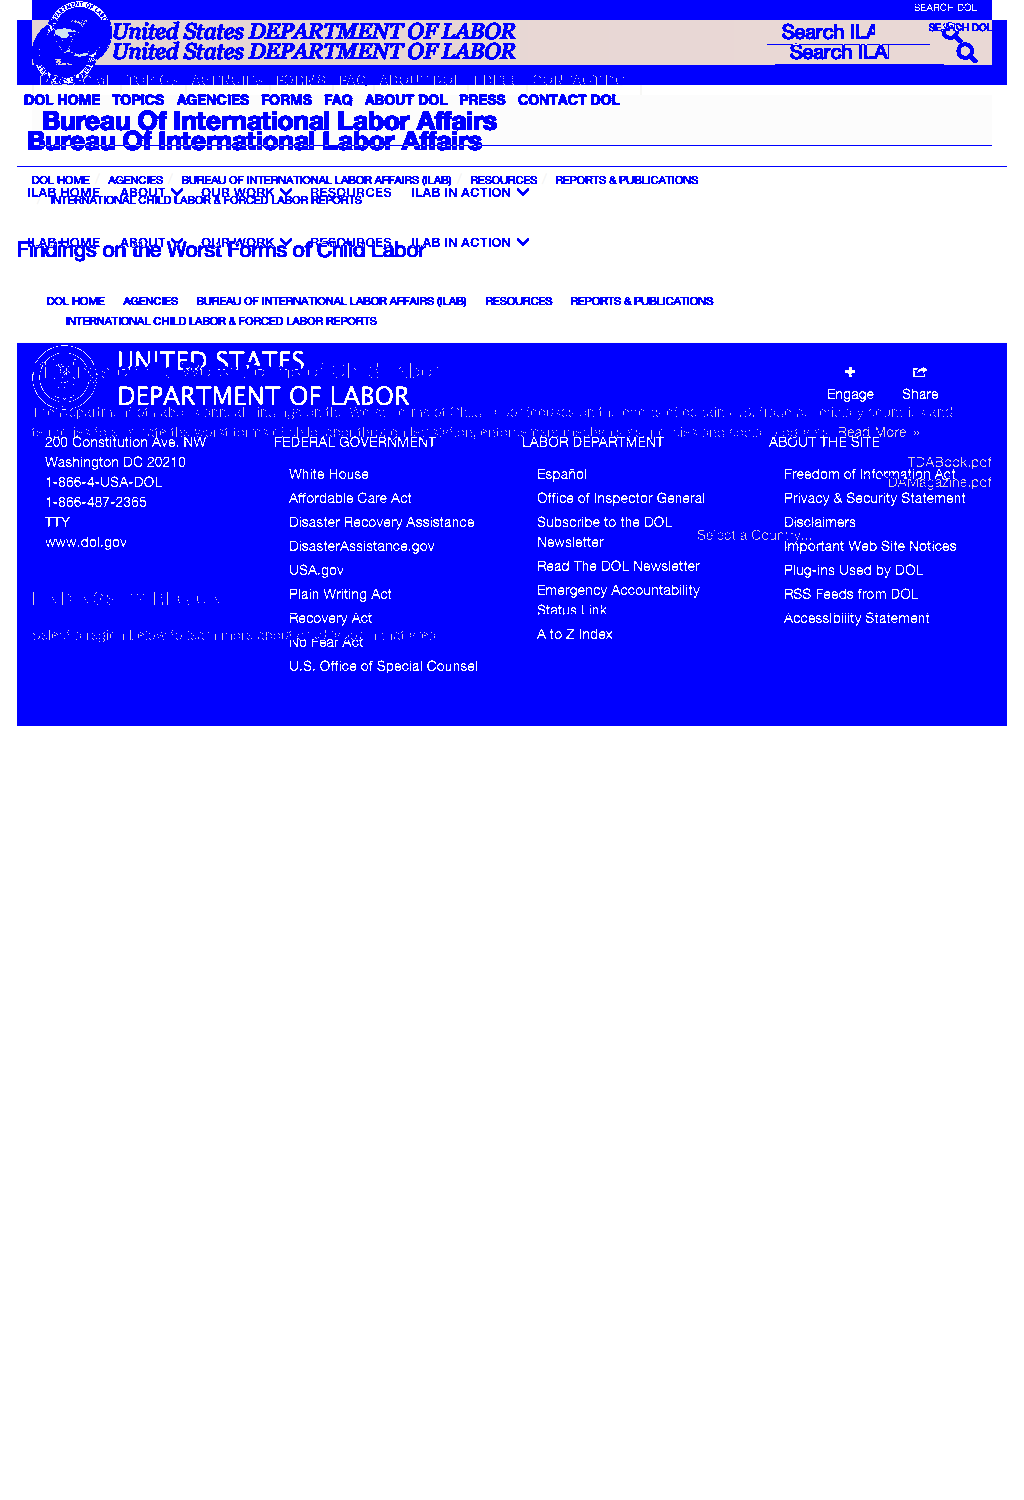 SEARCH DOL
United States DEPARTMENT OF LABOR
Search ILA
SEARCH DOL
United States DEPARTMENT OF LABOR
Search ILA
DOL HOME TOPICS AGENCIES FORMS FAQ ABOUT DOL PRESS CONTACT DOL
Bureau Of International Labor Affairs
Bureau Of International Labor Affairs
DOL HOME AGENCIES BUREAU OF INTERNATIONAL LABOR AFFAIRS (ILAB) RESOURCES REPORTS & PUBLICATIONS
ILAB HOME ABOUT OUR WORK RESOURCES ILAB IN ACTION
INTERNATIONAL CHILD LABOR & FORCED LABOR REPORTS
ILAB HOME ABOUT OUR WORK RESOURCES ILAB IN ACTION
Findings on the Worst Forms of Child Labor
DOL HOME AGENCIES BUREAU OF INTERNATIONAL LABOR AFFAIRS (ILAB) RESOURCES REPORTS & PUBLICATIONS
INTERNATIONAL CHILD LABOR & FORCED LABOR REPORTS
UNITED STATES
DEPARTMENT OF LABOR
Engage Share
Read More »
200 Constitution Ave. NW
Washington DC 20210
1-866-4-USA-DOL
1-866-487-2365
TTY
www.dol.gov
FEDERAL GOVERNMENT
White House
Affordable Care Act
Disaster Recovery Assistance
DisasterAssistance.gov
USA.gov
Plain Writing Act
Recovery Act
No Fear Act
U.S. Office of Special Counsel
LABOR DEPARTMENT
Español
Office of Inspector General
Subscribe to the DOL
Newsletter
Read The DOL Newsletter
Emergency Accountability
Status Link
A to Z Index
TDABook.pdf
Select a Country...
ABOUT THE SITE
Freedom of Information Act
Privacy & Security Statement
Disclaimers
Important Web Site Notices
Plug-ins Used by DOL
RSS Feeds from DOL
Accessibility Statement